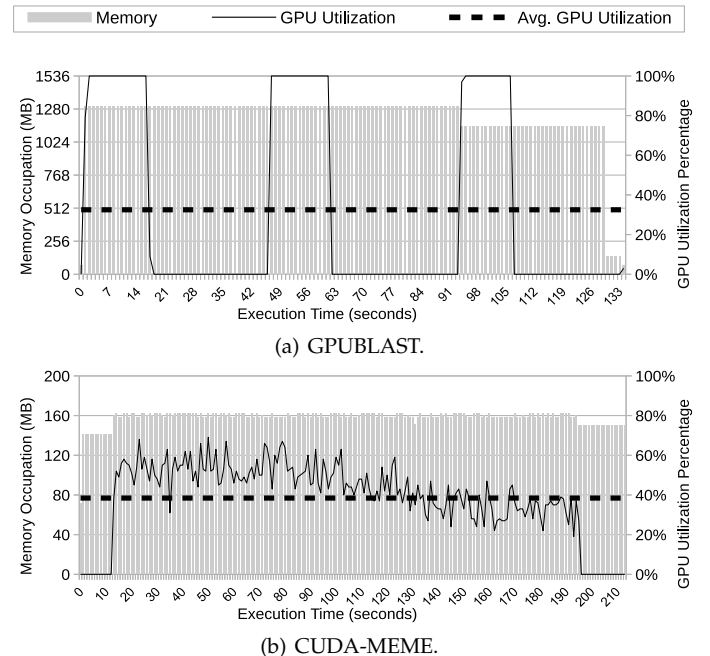 Memory GPU Utilization Avg. GPU Utilization
1536 100%
1280 80%
1024
768 60%
512 40%
256 20%
0 0%
Memory Occupation (MB)
GPU Utilization Percentage
0 7 14 21 28 35 42 49 56 63 70 77 84 91 98 105 112 119 126 133
Execution Time (seconds)
(a) GPUBLAST.
200 100%
160 80%
120 60%
80 40%
40 20%
0 0%
Memory Occupation (MB)
GPU Utilization Percentage
0 10 20 30 40 50 60 70 80 90 100 110 120 130 140 150 160 170 180 190 200 210
Execution Time (seconds)
(b) CUDA-MEME.